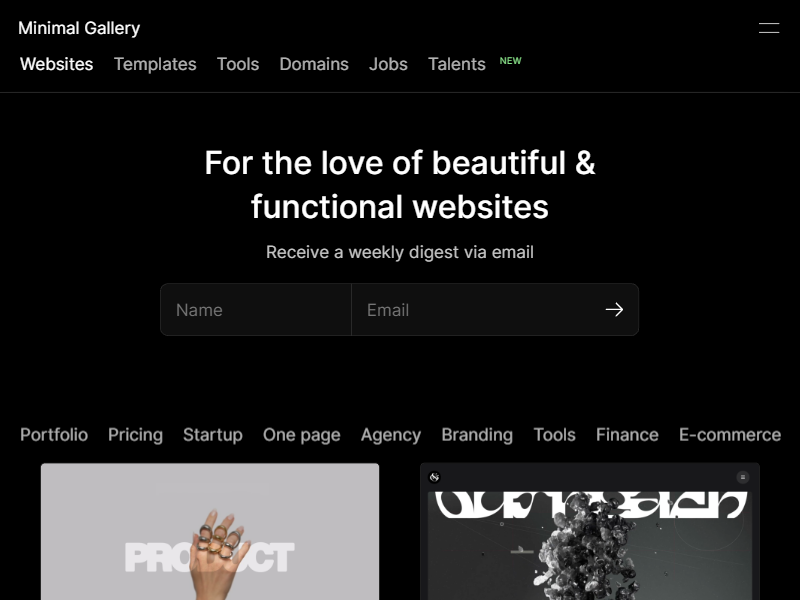 Minimal Gallery
Websites Templates Tools Domains Jobs Talents NEW
For the love of beautiful &
functional websites
Receive a weekly digest via email
Name Email
Portfolio Pricing Startup One page Agency Branding Tools Finance E-commerce
PRODUCT